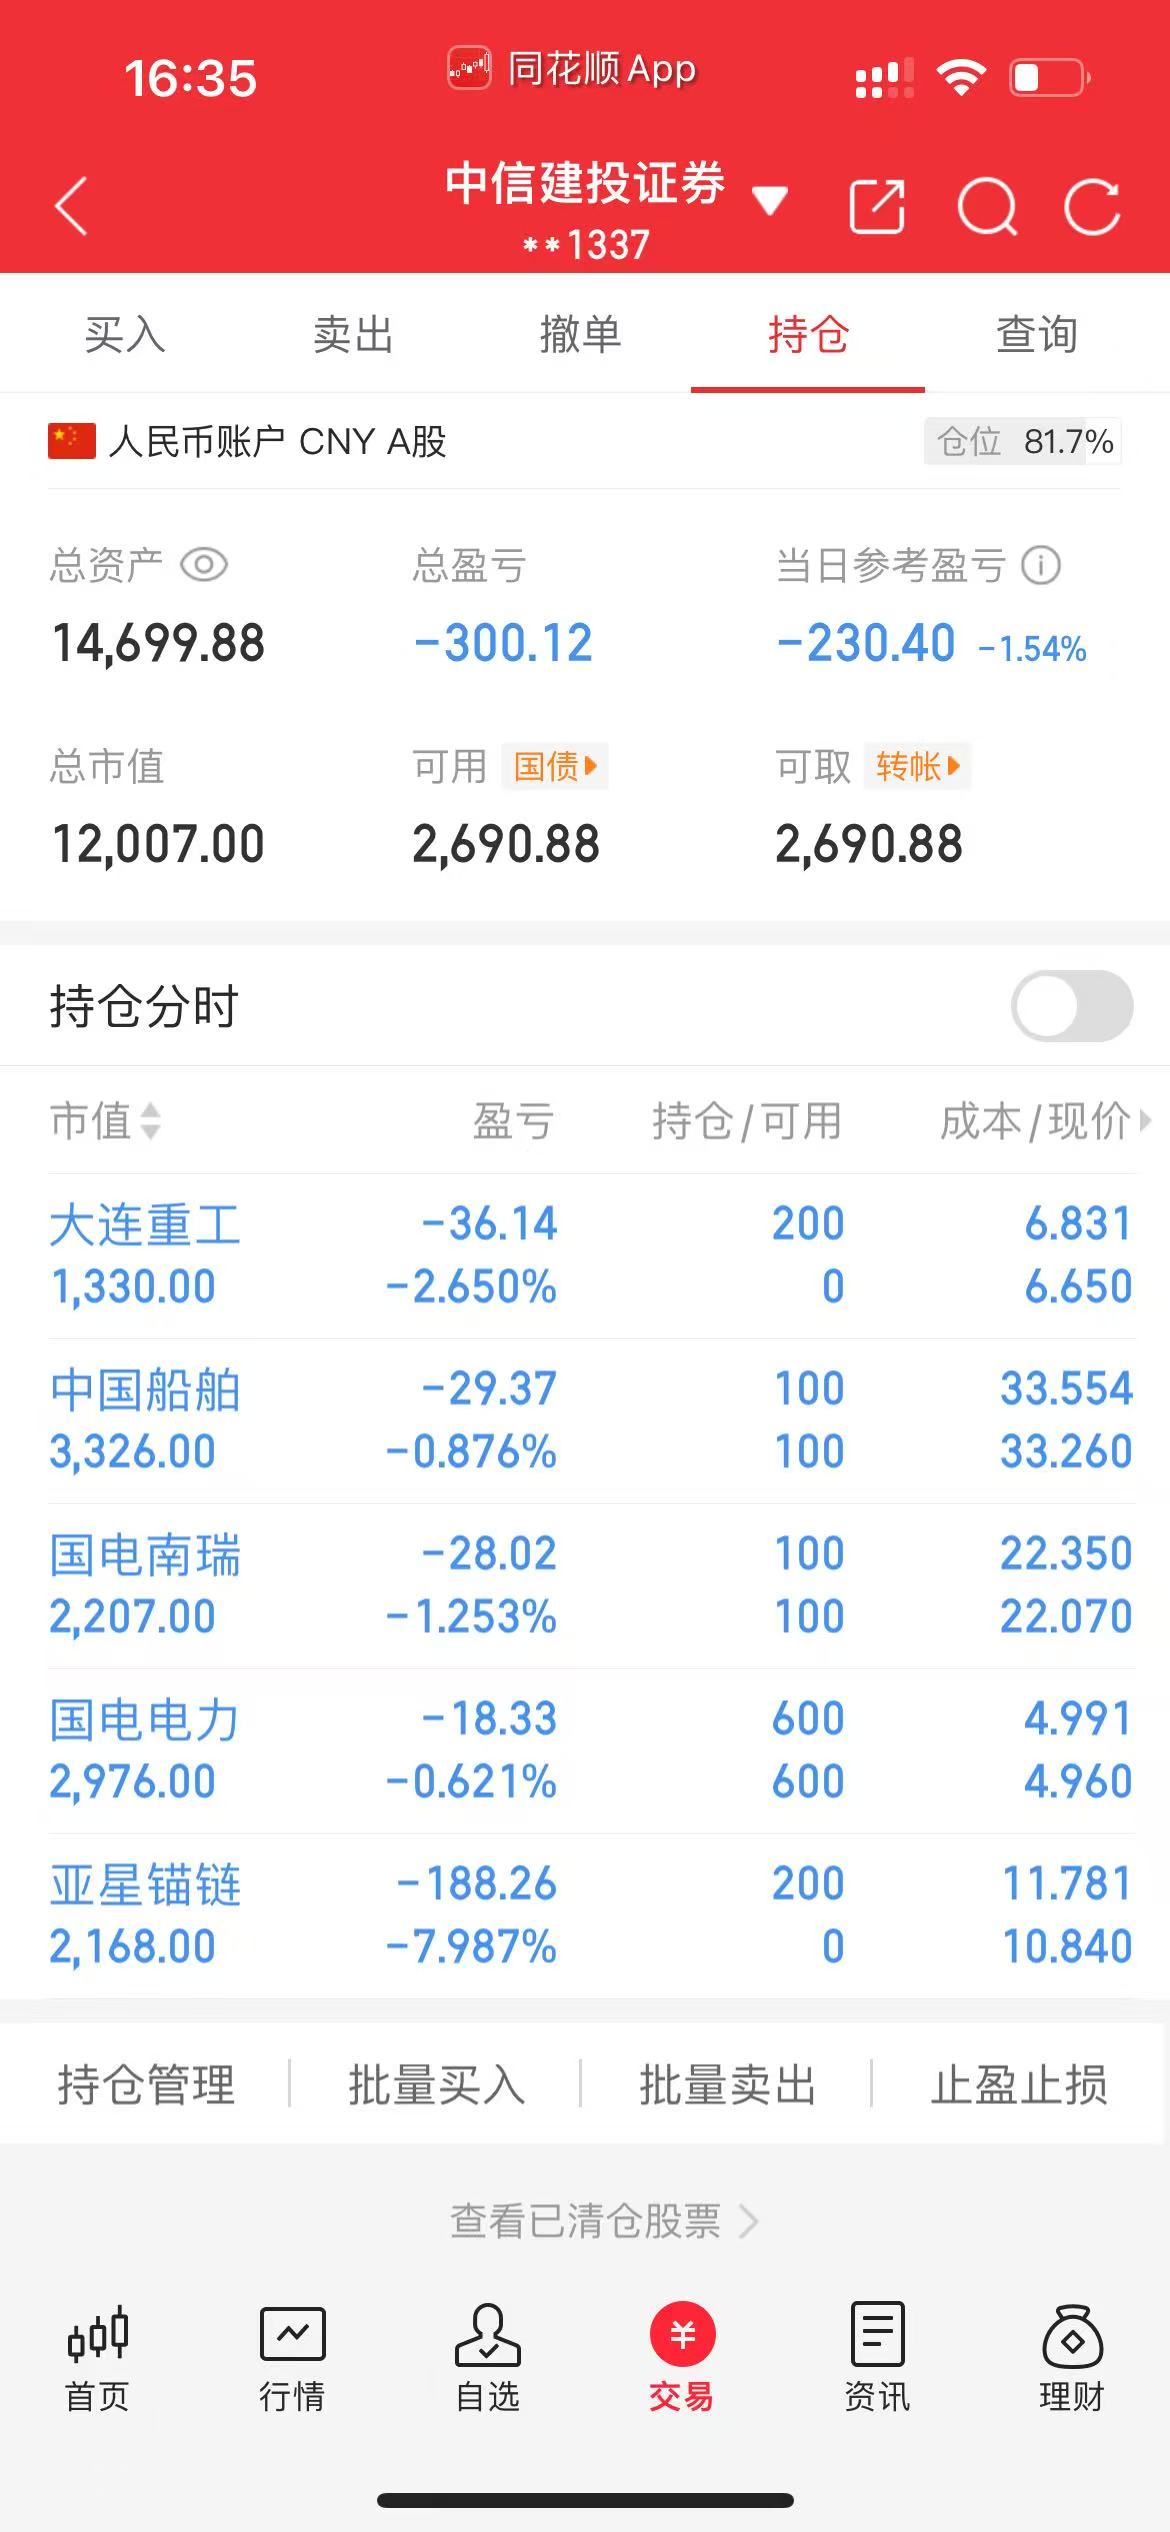 16:35 同花顺 App
中信建投证券
**1337
买入 卖出 撤单 持仓 查询
人民币账户 CNY A股 仓位 81.7%
总资产 总盈亏 当日参考盈亏
14,699.88 -300.12 -230.40 -1.54%
总市值 可用 国债 可取 转帐
12,007.00 2,690.88 2,690.88
持仓分时
市值 盈亏 持仓/可用 成本/现价
大连重工 -36.14 200 6.831
1,330.00 -2.650% 0 6.650
中国船舶 -29.37 100 33.554
3,326.00 -0.876% 100 33.260
国电南瑞 -28.02 100 22.350
2,207.00 -1.253% 100 22.070
国电电力 -18.33 600 4.991
2,976.00 -0.621% 600 4.960
亚星锚链 -188.26 200 11.781
2,168.00 -7.987% 0 10.840
持仓管理 批量买入 批量卖出 止盈止损
查看已清仓股票
首页 行情 自选 交易 资讯 理财